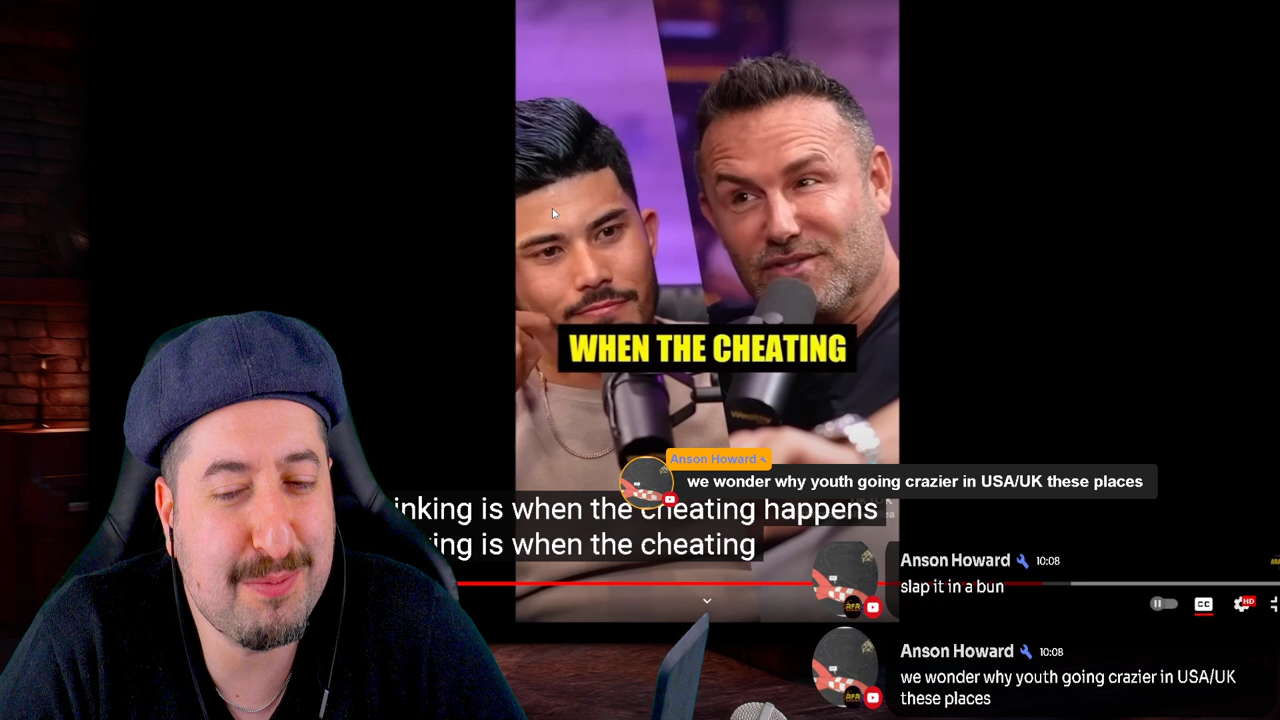 WHEN THE CHEATING
Anson Howard
we wonder why youth going crazier in USA/UK these places
inking is when the cheating happens
ing is when the cheating
Anson Howard 10:08
slap it in a bun
CC
HD
Anson Howard 10:08
we wonder why youth going crazier in USA/UK
these places